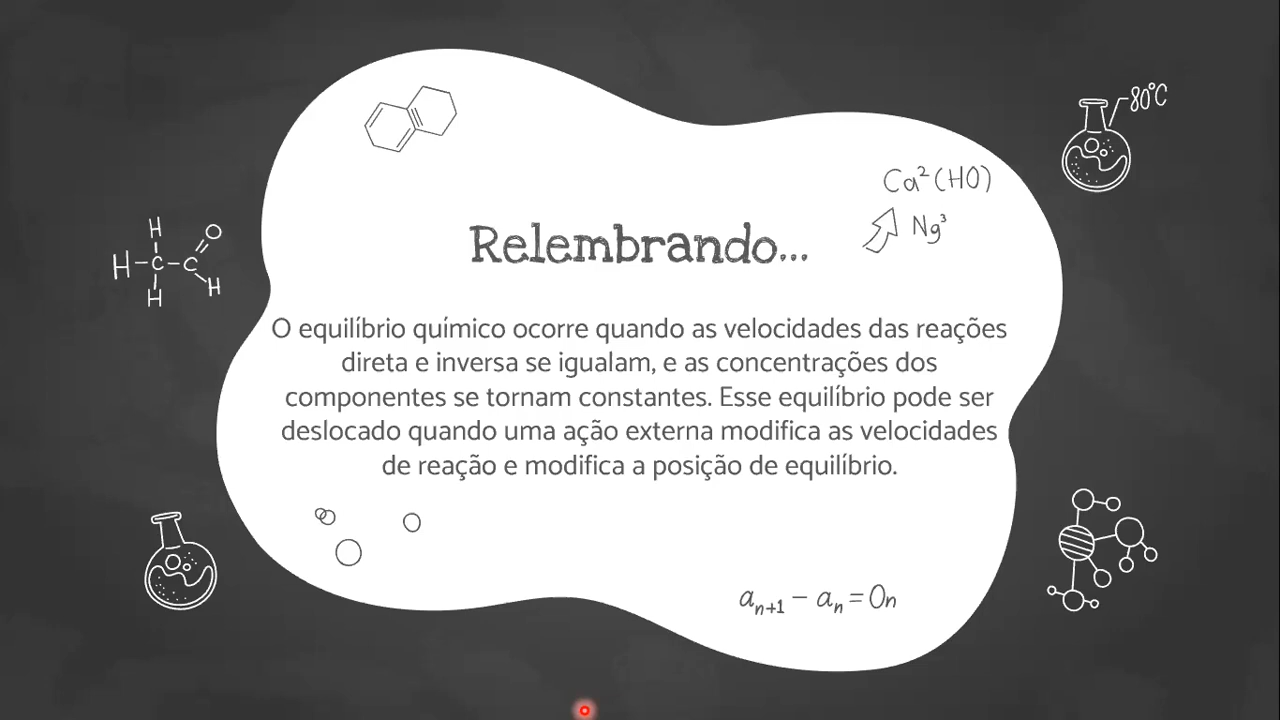 80°C
Ca² (HO)
Ng³
H
O
H-C-C
H
H
Relembrando...
O equilíbrio químico ocorre quando as velocidades das reações
direta e inversa se igualam, e as concentrações dos
componentes se tornam constantes. Esse equilíbrio pode ser
deslocado quando uma ação externa modifica as velocidades
de reação e modifica a posição de equilíbrio.
aₙ₊₁ − aₙ = 0n